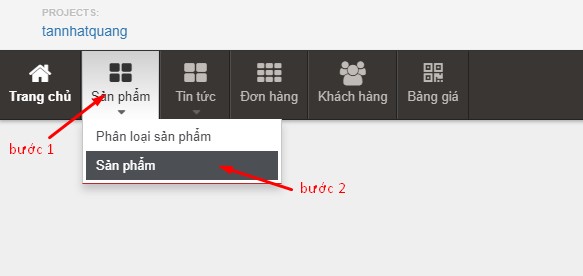 PROJECTS:
tannhatquang
Trang chủ Sản phẩm Tin tức Đơn hàng Khách hàng Bảng giá
Phân loại sản phẩm
bước 1
Sản phẩm
bước 2